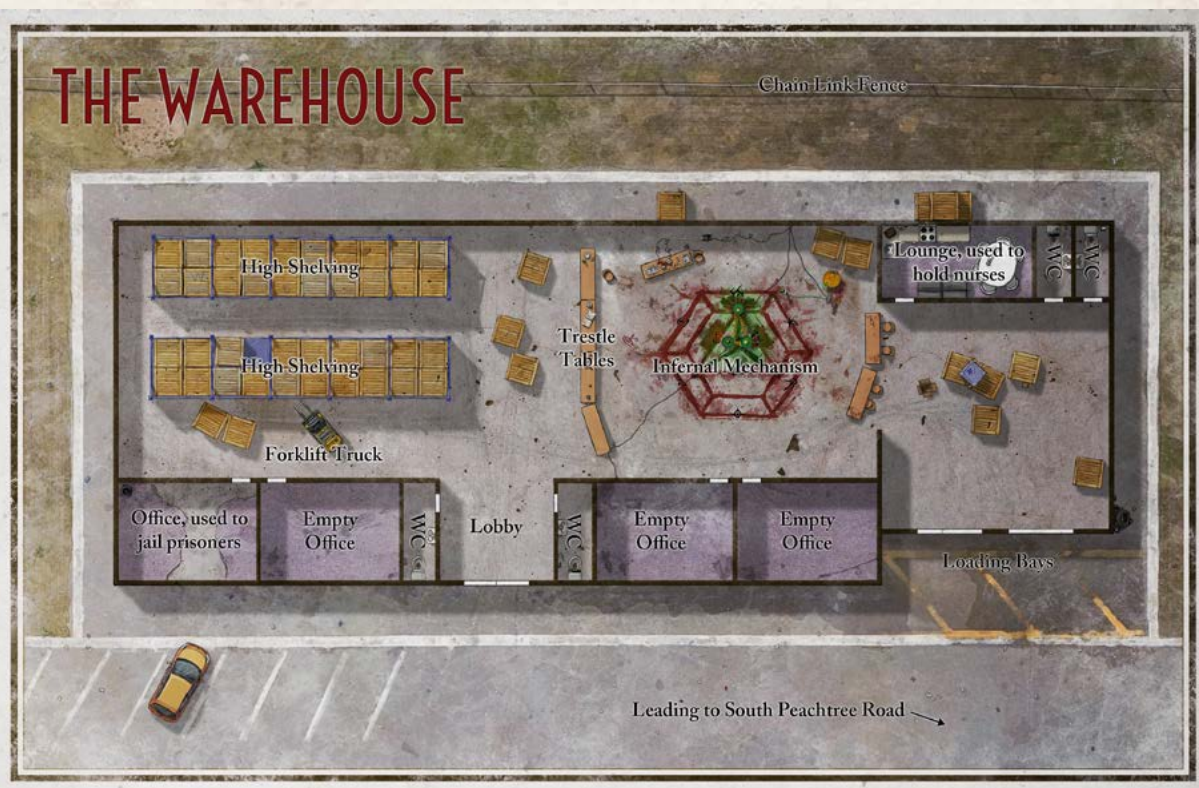 THE WAREHOUSE
Chain Link Fence
High Shelving
Lounge, used to
hold nurses
WC
WC
High Shelving
Trestle
Tables
Infernal Mechanism
Forklift Truck
Office, used to
jail prisoners
Empty
Office
WC
Lobby
WC
Empty
Office
Empty
Office
Loading Bays
Leading to South Peachtree Road